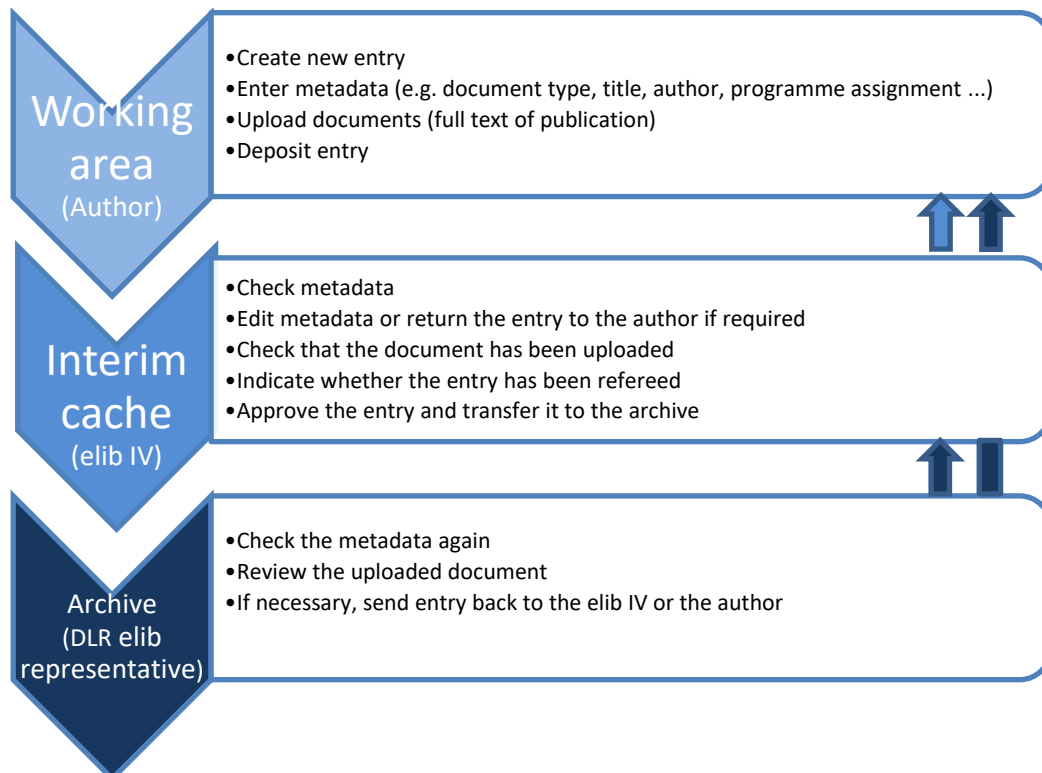 Working
area
(Author)
•Create new entry
•Enter metadata (e.g. document type, title, author, programme assignment ...)
•Upload documents (full text of publication)
•Deposit entry
Interim
cache
(elib IV)
•Check metadata
•Edit metadata or return the entry to the author if required
•Check that the document has been uploaded
•Indicate whether the entry has been refereed
•Approve the entry and transfer it to the archive
Archive
(DLR elib
representative)
•Check the metadata again
•Review the uploaded document
•If necessary, send entry back to the elib IV or the author